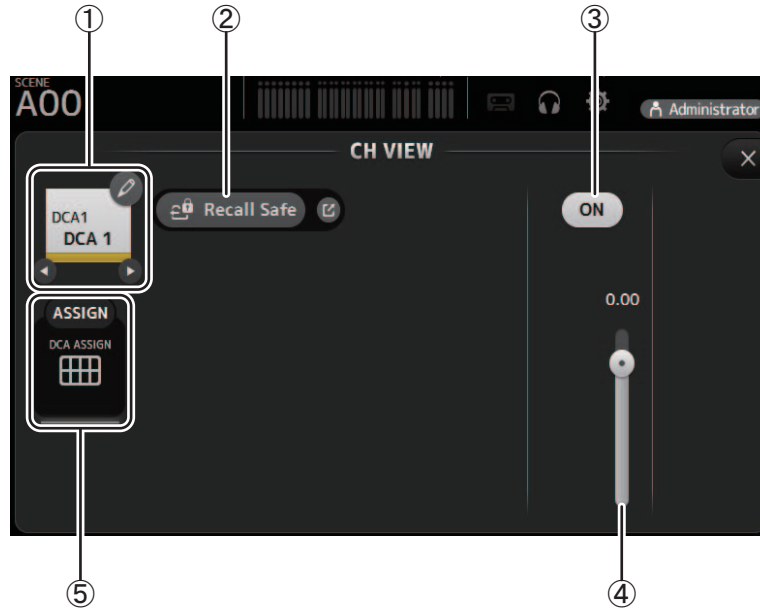 ① ② ③
SCENE
A00
Administrator
CH VIEW
DCA1
DCA 1
Recall Safe
ON
0.00
ASSIGN
DCA ASSIGN
⑤ ④